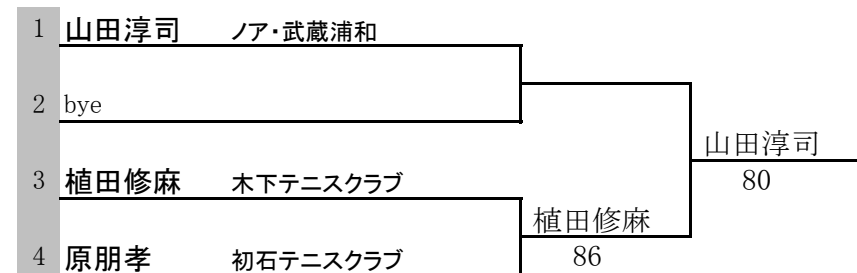 1 山田淳司 ノア・武蔵浦和
2 bye
山田淳司
3 植田修麻 木下テニスクラブ
80
植田修麻
4 原朋孝 初石テニスクラブ
86